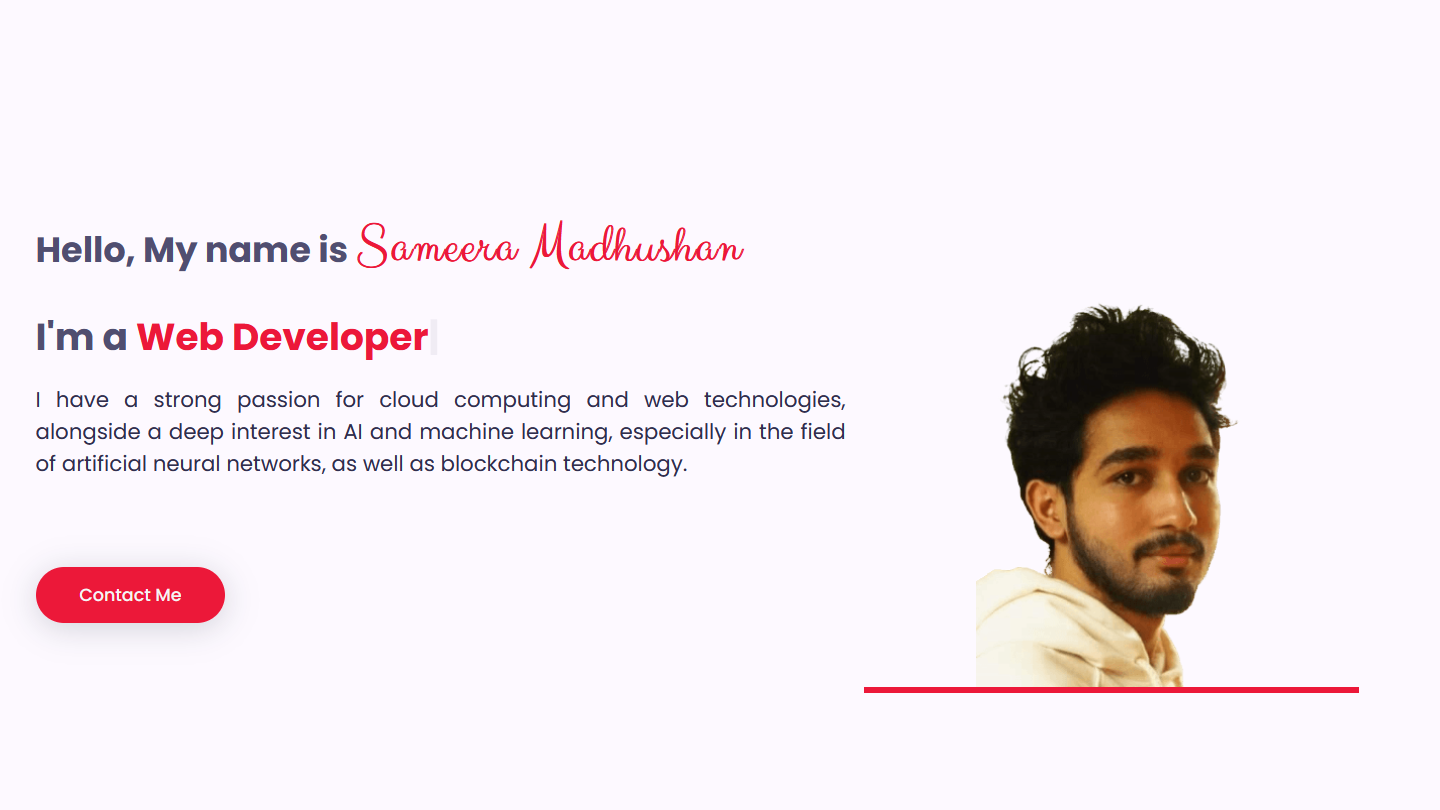 Hello, My name is Sameera Madhushan
I'm a Web Developer
I have a strong passion for cloud computing and web technologies,
alongside a deep interest in AI and machine learning, especially in the field
of artificial neural networks, as well as blockchain technology.
Contact Me